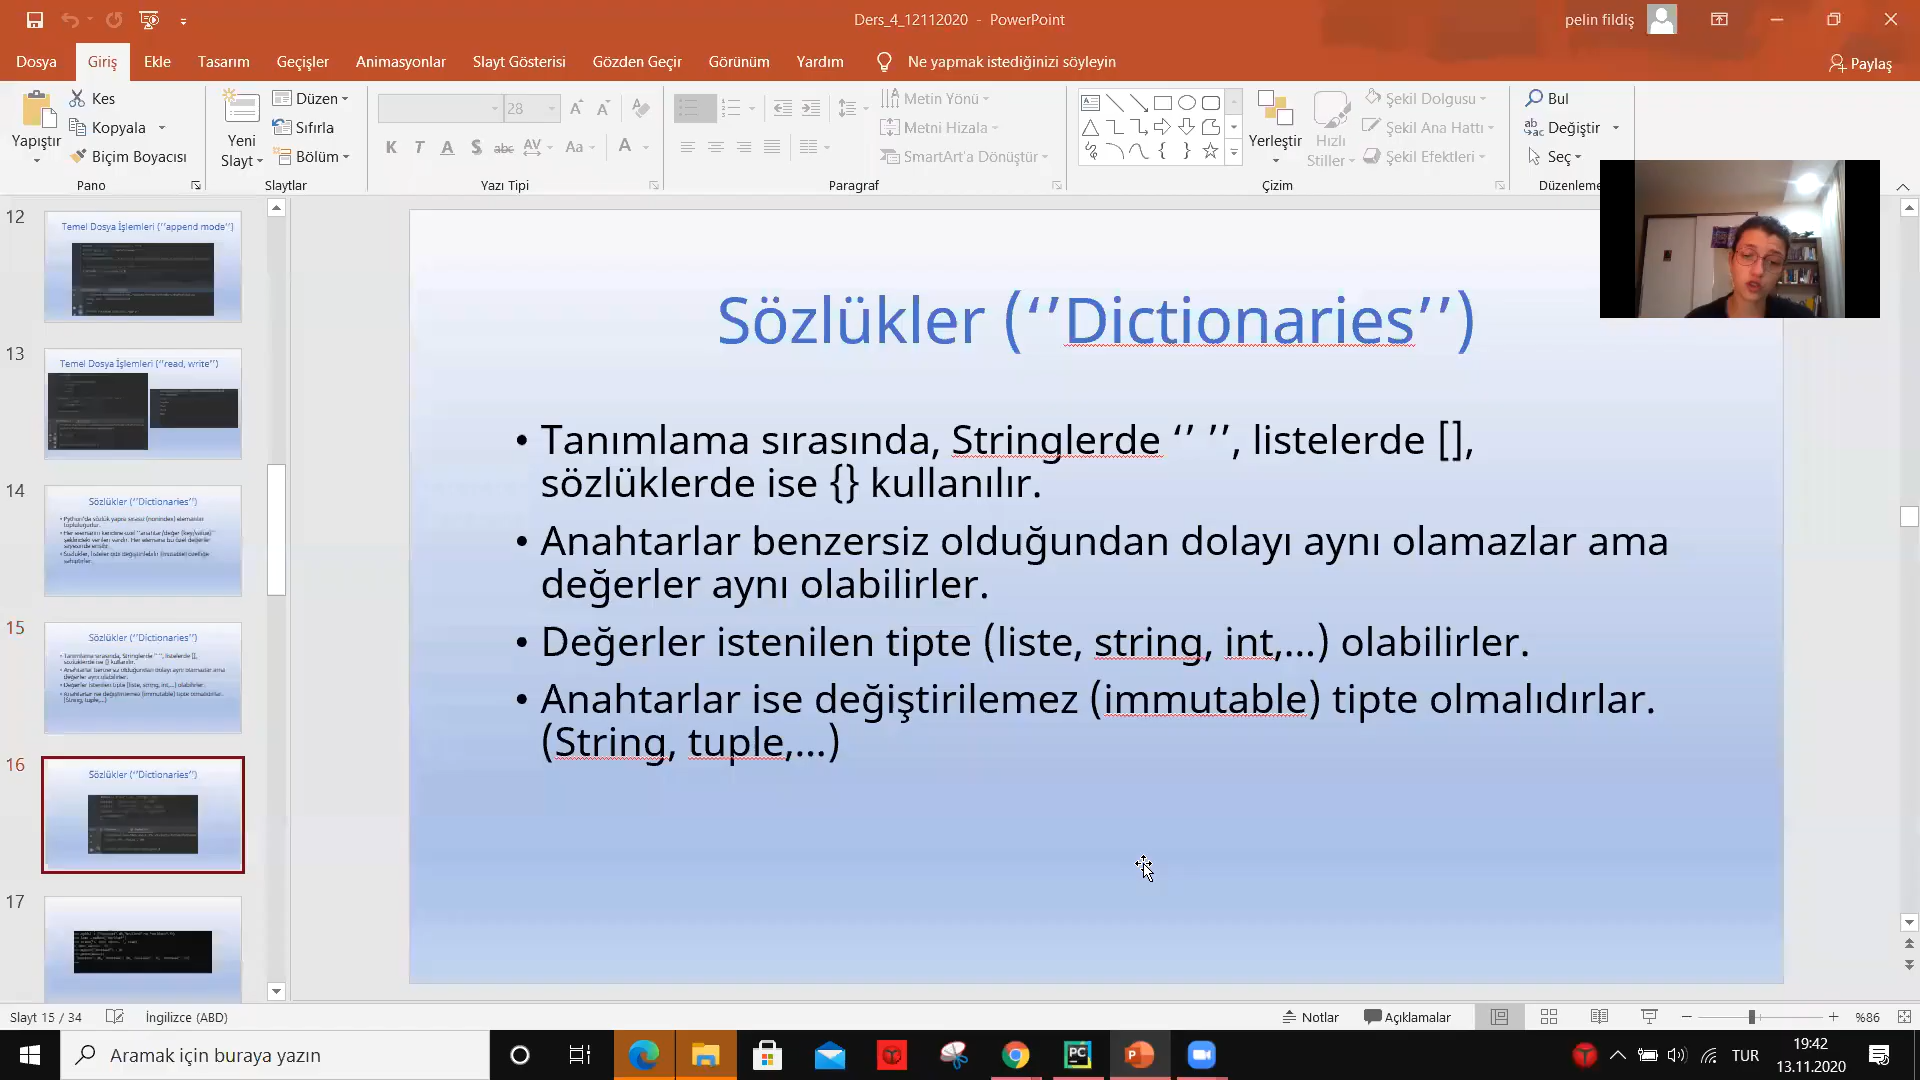 Ders_4_12112020 - PowerPoint
pelin fildiş
Dosya Giriş Ekle Tasarım Geçişler Animasyonlar Slayt Gösterisi Gözden Geçir Görünüm Yardım Ne yapmak istediğinizi söyleyin Paylaş
Yapıştır
Kes
Kopyala
Biçim Boyacısı
Pano
Yeni
Slayt
Düzen
Sıfırla
Bölüm
Slaytlar
28
K T A S abc AV Aa A
Yazı Tipi
Metin Yönü
Metni Hizala
SmartArt'a Dönüştür
Paragraf
Yerleştir
Hızlı
Stiller
Şekil Dolgusu
Şekil Ana Hattı
Şekil Efektleri
Çizim
Bul
Değiştir
Seç
Düzenleme
12
Temel Dosya İşlemleri (‘’append mode’’)
13
Temel Dosya İşlemleri (‘’read, write’’)
14
Sözlükler (‘’Dictionaries’’)
15
Sözlükler (‘’Dictionaries’’)
16
Sözlükler (‘’Dictionaries’’)
17
Sözlükler (‘’Dictionaries’’)
• Tanımlama sırasında, Stringlerde ‘’ ’’, listelerde [],
sözlüklerde ise {} kullanılır.
• Anahtarlar benzersiz olduğundan dolayı aynı olamazlar ama
değerler aynı olabilirler.
• Değerler istenilen tipte (liste, string, int,...) olabilirler.
• Anahtarlar ise değiştirilemez (immutable) tipte olmalıdırlar.
(String, tuple,...)
Slayt 15 / 34 İngilizce (ABD) Notlar Açıklamalar %86
Aramak için buraya yazın
TUR
19:42
13.11.2020